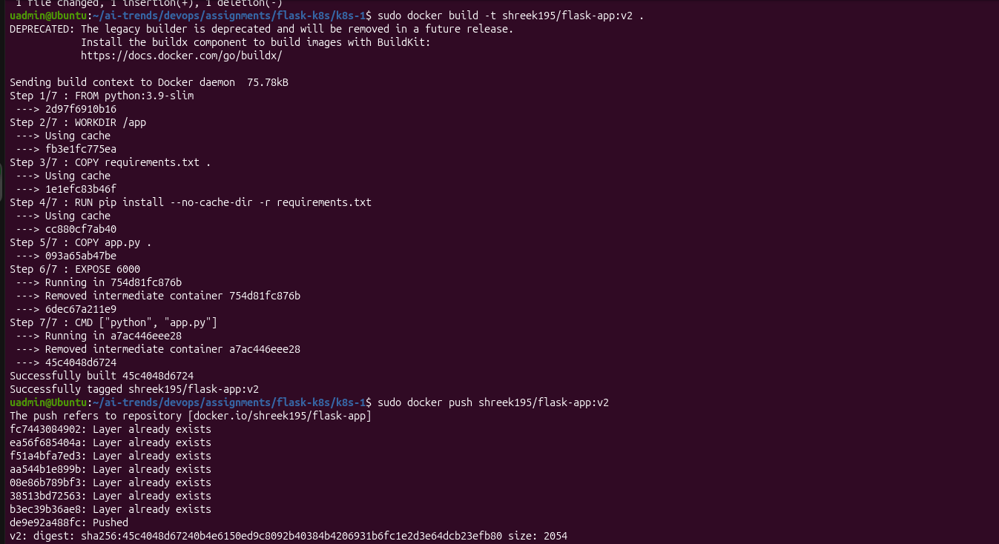 1 file changed, 1 insertion(+), 1 deletion(-)
uadmin@Ubuntu:~/ai-trends/devops/assignments/flask-k8s/k8s-1$ sudo docker build -t shreek195/flask-app:v2 .
DEPRECATED: The legacy builder is deprecated and will be removed in a future release.
            Install the buildx component to build images with BuildKit:
            https://docs.docker.com/go/buildx/

Sending build context to Docker daemon  75.78kB
Step 1/7 : FROM python:3.9-slim
 ---> 2d97f6910b16
Step 2/7 : WORKDIR /app
 ---> Using cache
 ---> fb3e1fc775ea
Step 3/7 : COPY requirements.txt .
 ---> Using cache
 ---> 1e1efc83b46f
Step 4/7 : RUN pip install --no-cache-dir -r requirements.txt
 ---> Using cache
 ---> cc880cf7ab40
Step 5/7 : COPY app.py .
 ---> 093a65ab47be
Step 6/7 : EXPOSE 6000
 ---> Running in 754d81fc876b
 ---> Removed intermediate container 754d81fc876b
 ---> 6dec67a211e9
Step 7/7 : CMD ["python", "app.py"]
 ---> Running in a7ac446eee28
 ---> Removed intermediate container a7ac446eee28
 ---> 45c4048d6724
Successfully built 45c4048d6724
Successfully tagged shreek195/flask-app:v2
uadmin@Ubuntu:~/ai-trends/devops/assignments/flask-k8s/k8s-1$ sudo docker push shreek195/flask-app:v2
The push refers to repository [docker.io/shreek195/flask-app]
fc7443084902: Layer already exists
ea56f685404a: Layer already exists
f51a4bfa7ed3: Layer already exists
aa544b1e899b: Layer already exists
08e86b789bf3: Layer already exists
38513bd72563: Layer already exists
b3ec39b36ae8: Layer already exists
de9e92a488fc: Pushed
v2: digest: sha256:45c4048d67240b4e6150ed9c8092b40384b4206931b6fc1e2d3e64dcb23efb80 size: 2054